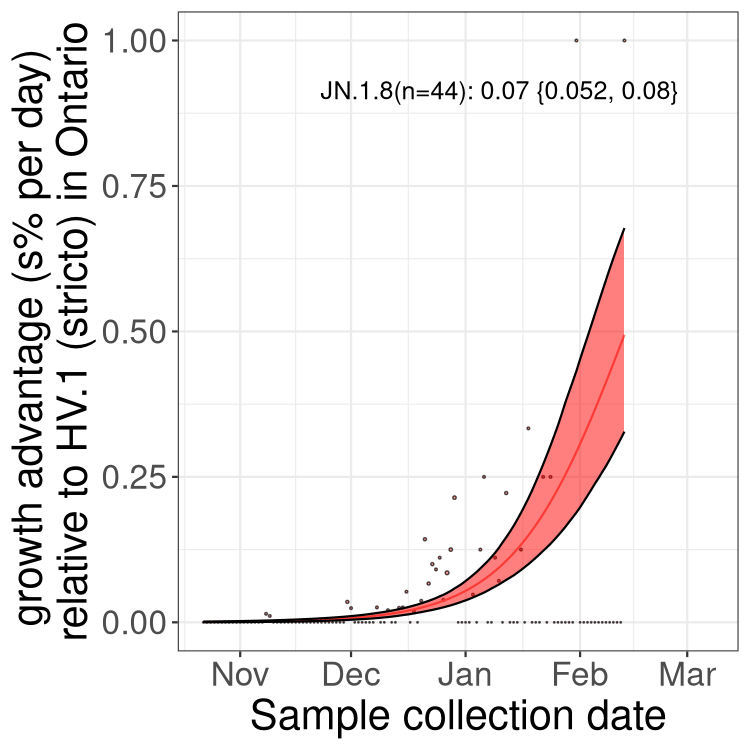 growth advantage (s% per day)
relative to HV.1 (stricto) in Ontario
1.00
0.75
0.50
0.25
0.00
JN.1.8(n=44): 0.07 {0.052, 0.08}
Nov Dec Jan Feb Mar
Sample collection date